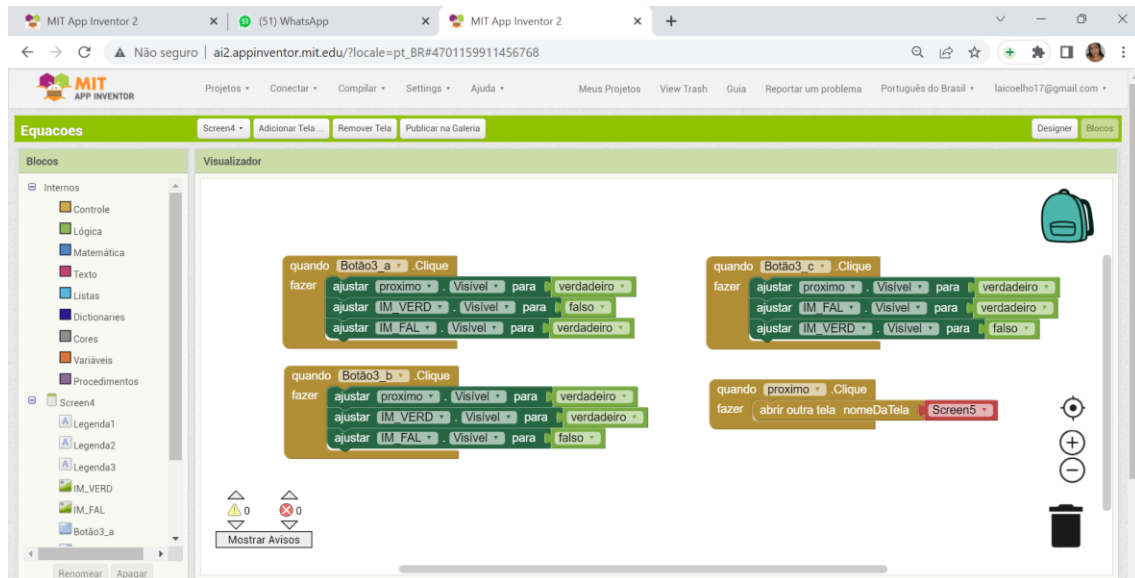 MIT App Inventor 2
(51) WhatsApp
MIT App Inventor 2
Não seguro ai2.appinventor.mit.edu/?locale=pt_BR#4701159911456768
MIT
APP INVENTOR
Projetos Conectar Compilar Settings Ajuda Meus Projetos View Trash Guia Reportar um problema Português do Brasil laicoelho17@gmail.com
Equacoes Screen4 Adicionar Tela ... Remover Tela Publicar na Galeria Designer Blocos
Blocos Visualizador
Internos
Controle
Lógica
Matemática
Texto
Listas
Dictionaries
Cores
Variáveis
Procedimentos
Screen4
Legenda1
Legenda2
Legenda3
IM_VERD
IM_FAL
Botão3_a
Renomear Apagar
quando Botão3_a .Clique
fazer ajustar proximo . Visível para verdadeiro
ajustar IM_VERD . Visível para falso
ajustar IM_FAL . Visível para verdadeiro
quando Botão3_b .Clique
fazer ajustar proximo . Visível para verdadeiro
ajustar IM_VERD . Visível para verdadeiro
ajustar IM_FAL . Visível para falso
quando Botão3_c .Clique
fazer ajustar proximo . Visível para verdadeiro
ajustar IM_FAL . Visível para verdadeiro
ajustar IM_VERD . Visível para falso
quando proximo .Clique
fazer abrir outra tela nomeDaTela Screen5
0 0
Mostrar Avisos